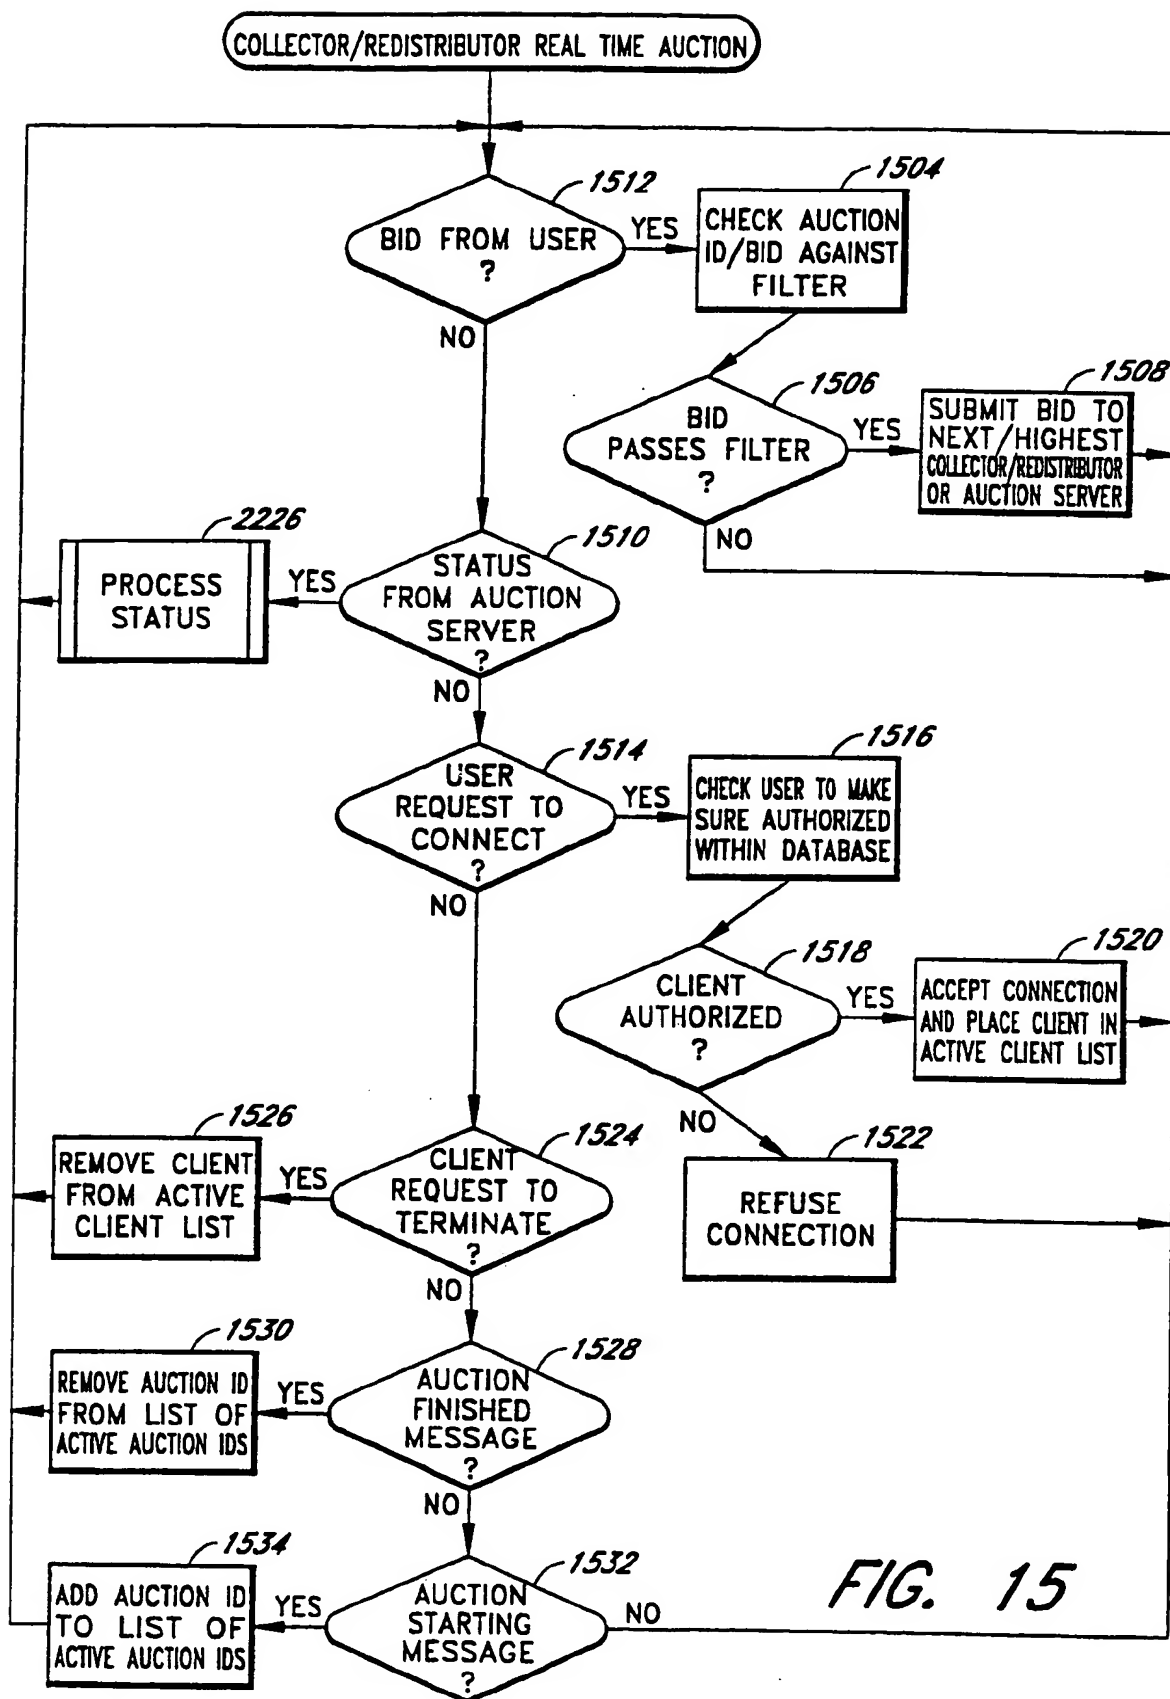 COLLECTOR/REDISTRIBUTOR REAL TIME AUCTION
1512
BID FROM USER
?
YES
NO
1504
CHECK AUCTION
ID/BID AGAINST
FILTER
1506
BID
PASSES FILTER
?
YES
NO
1508
SUBMIT BID TO
NEXT/HIGHEST
COLLECTOR/REDISTRIBUTOR
OR AUCTION SERVER
2226
PROCESS
STATUS
YES
1510
STATUS
FROM AUCTION
SERVER
?
NO
1514
USER
REQUEST TO
CONNECT
?
YES
NO
1516
CHECK USER TO MAKE
SURE AUTHORIZED
WITHIN DATABASE
1518
CLIENT
AUTHORIZED
?
YES
NO
1520
ACCEPT CONNECTION
AND PLACE CLIENT IN
ACTIVE CLIENT LIST
1522
REFUSE
CONNECTION
1526
REMOVE CLIENT
FROM ACTIVE
CLIENT LIST
YES
1524
CLIENT
REQUEST TO
TERMINATE
?
NO
1530
REMOVE AUCTION ID
FROM LIST OF
ACTIVE AUCTION IDS
YES
1528
AUCTION
FINISHED
MESSAGE
?
NO
1534
ADD AUCTION ID
TO LIST OF
ACTIVE AUCTION IDS
YES
1532
AUCTION
STARTING
MESSAGE
?
NO
FIG. 15